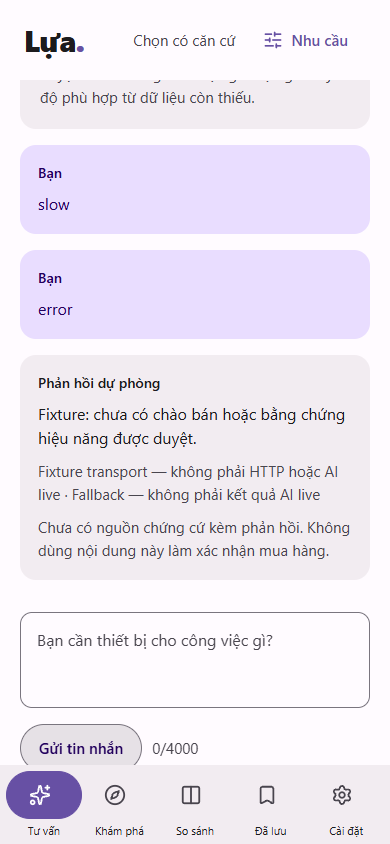 Lựa.
Chọn có căn cứ
Nhu cầu
độ phù hợp từ dữ liệu còn thiếu.
Bạn
slow
Bạn
error
Phản hồi dự phòng
Fixture: chưa có chào bán hoặc bằng chứng
hiệu năng được duyệt.
Fixture transport — không phải HTTP hoặc AI
live · Fallback — không phải kết quả AI live
Chưa có nguồn chứng cứ kèm phản hồi. Không
dùng nội dung này làm xác nhận mua hàng.
Bạn cần thiết bị cho công việc gì?
Gửi tin nhắn
0/4000
Tư vấn
Khám phá
So sánh
Đã lưu
Cài đặt